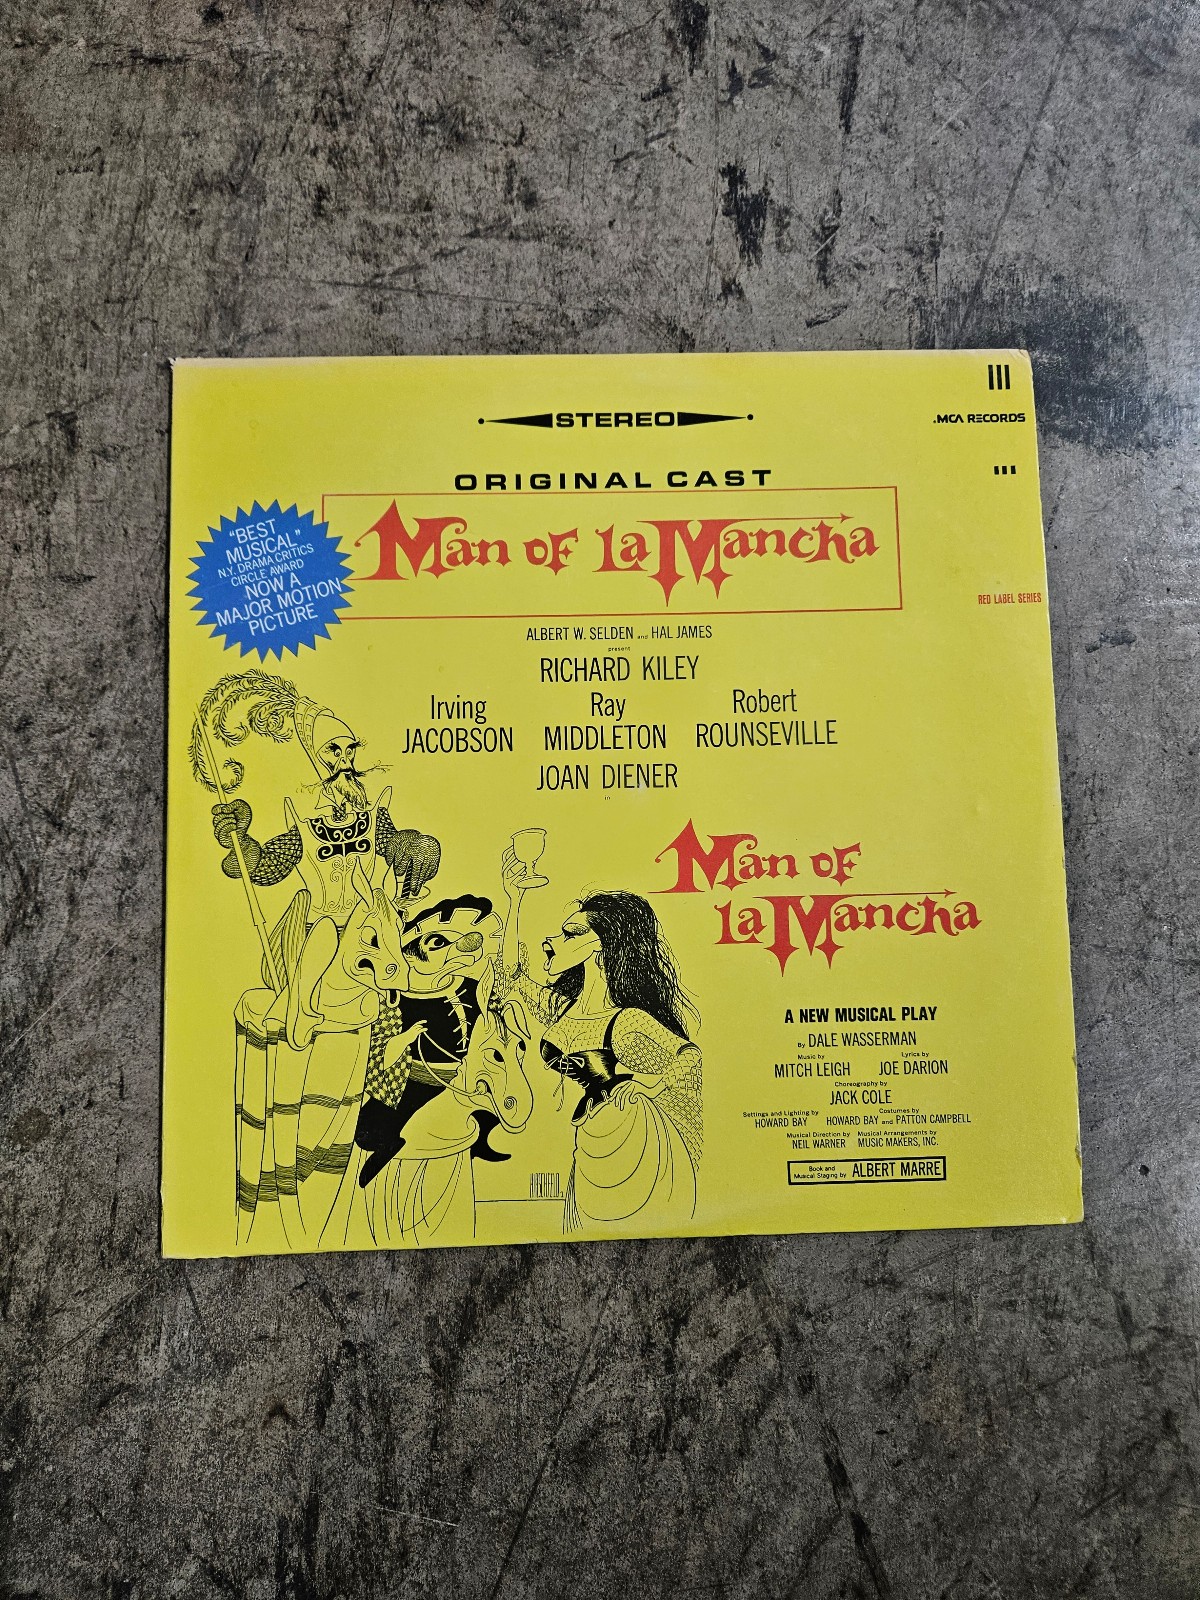 STEREO
.MCA RECORDS
ORIGINAL CAST
Man of La Mancha
"BEST
MUSICAL"
N.Y. DRAMA CRITICS
CIRCLE AWARD
NOW A
MAJOR MOTION
PICTURE
RED LABEL SERIES
ALBERT W. SELDEN and HAL JAMES
present
RICHARD KILEY
Irving Ray Robert
JACOBSON MIDDLETON ROUNSEVILLE
JOAN DIENER
in
Man of
La Mancha
A NEW MUSICAL PLAY
By DALE WASSERMAN
Music by Lyrics by
MITCH LEIGH JOE DARION
Choreography by
JACK COLE
Settings and Lighting by Costumes by
HOWARD BAY HOWARD BAY and PATTON CAMPBELL
Musical Direction by Musical Arrangements by
NEIL WARNER MUSIC MAKERS, INC.
Book and
Musical Staging by ALBERT MARRE
HIRSCHFELD